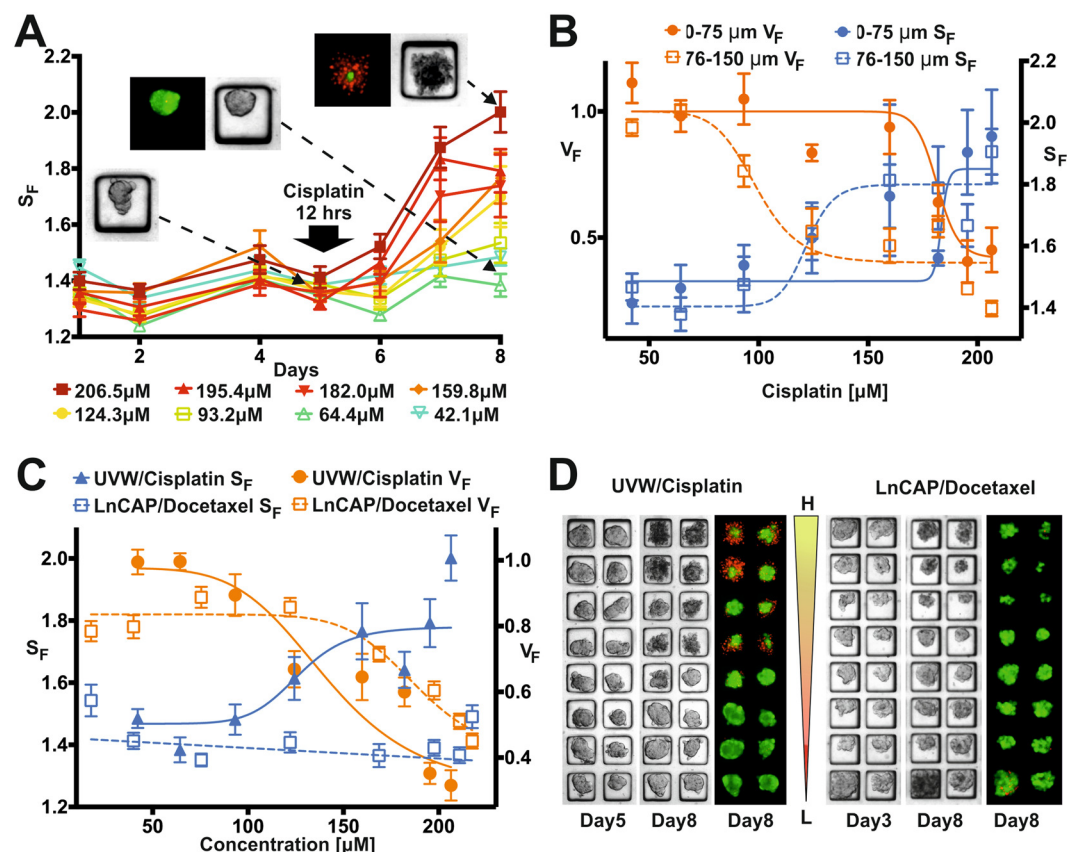 A
2.2
2.0
1.8
1.6
1.4
1.2
SF
Cisplatin
12 hrs
2
4
6
8
Days
206.5µM
195.4µM
182.0µM
159.8µM
124.3µM
93.2µM
64.4µM
42.1µM
B
0-75 µm VF
0-75 µm SF
76-150 µm VF
76-150 µm SF
1.0
0.5
VF
2.2
2.0
1.8
1.6
1.4
SF
50
100
150
200
Cisplatin [µM]
C
UVW/Cisplatin SF
UVW/Cisplatin VF
LnCAP/Docetaxel SF
LnCAP/Docetaxel VF
2.0
1.8
1.6
1.4
1.2
SF
1.0
0.8
0.6
0.4
VF
50
100
150
200
Concentration [µM]
D
UVW/Cisplatin
H
LnCAP/Docetaxel
L
Day5
Day8
Day8
Day3
Day8
Day8